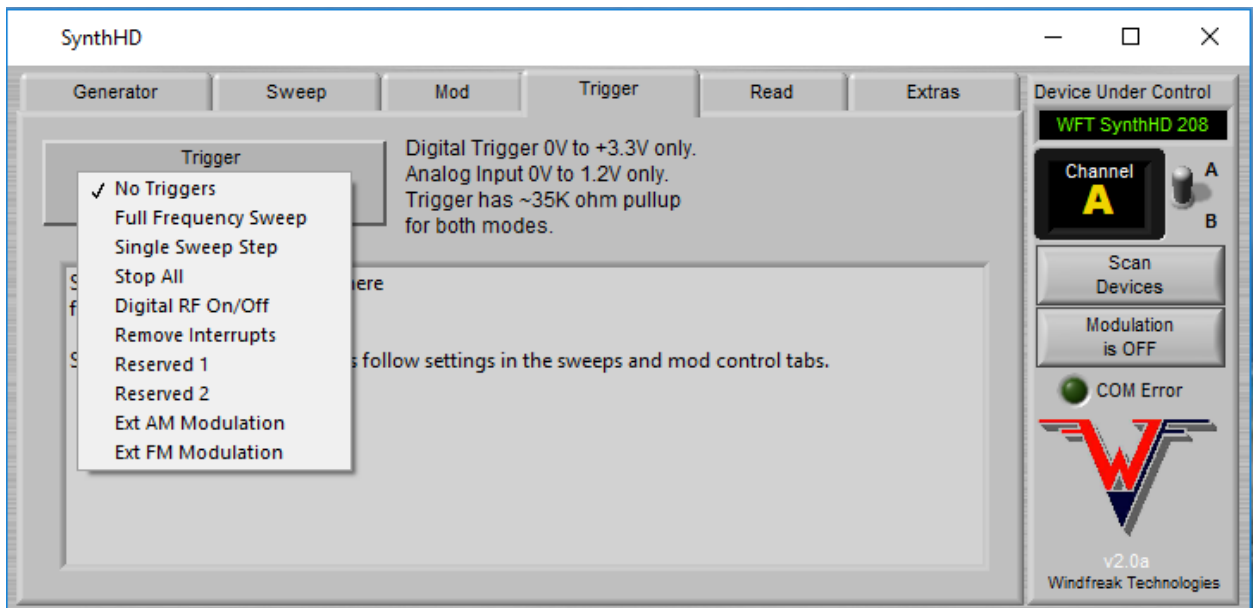 SynthHD
Generator
Sweep
Mod
Trigger
Read
Extras
Trigger
✓ No Triggers
Full Frequency Sweep
Single Sweep Step
Stop All
Digital RF On/Off
Remove Interrupts
Reserved 1
Reserved 2
Ext AM Modulation
Ext FM Modulation
Digital Trigger 0V to +3.3V only.
Analog Input 0V to 1.2V only.
Trigger has ~35K ohm pullup
for both modes.
follow settings in the sweeps and mod control tabs.
Device Under Control
WFT SynthHD 208
Channel
A
A
B
Scan
Devices
Modulation
is OFF
COM Error
v2.0a
Windfreak Technologies